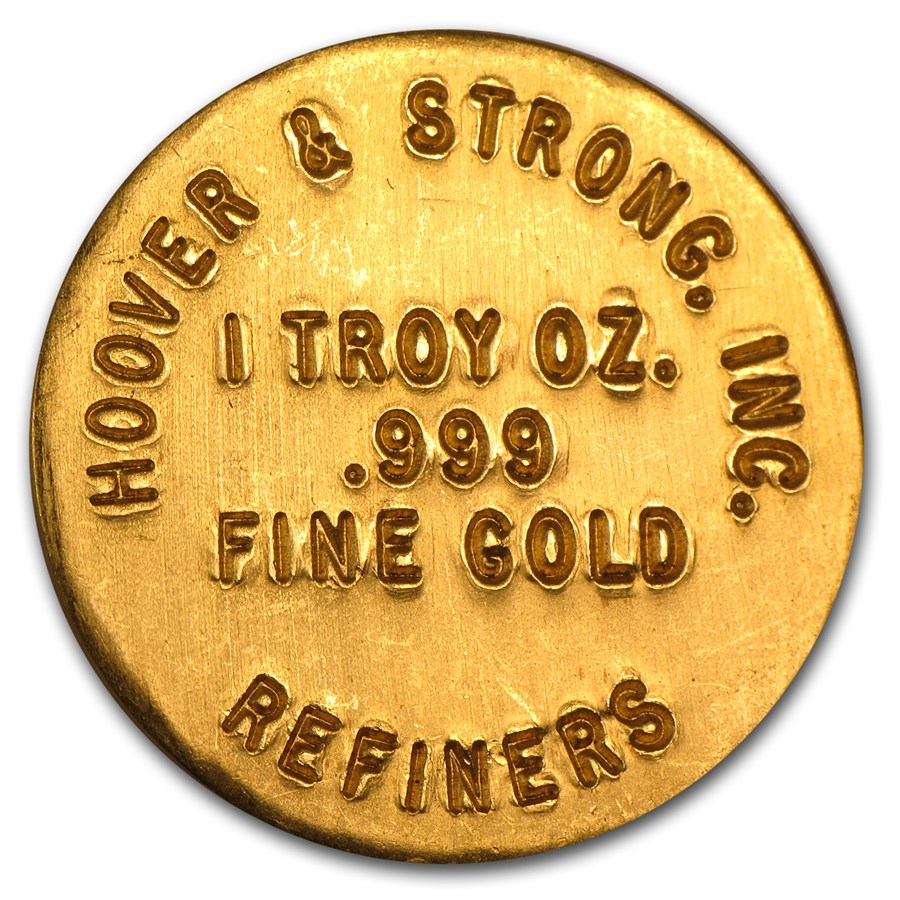 HOOVER & STRONG. INC.
1 TROY OZ.
.999
FINE GOLD
REFINERS